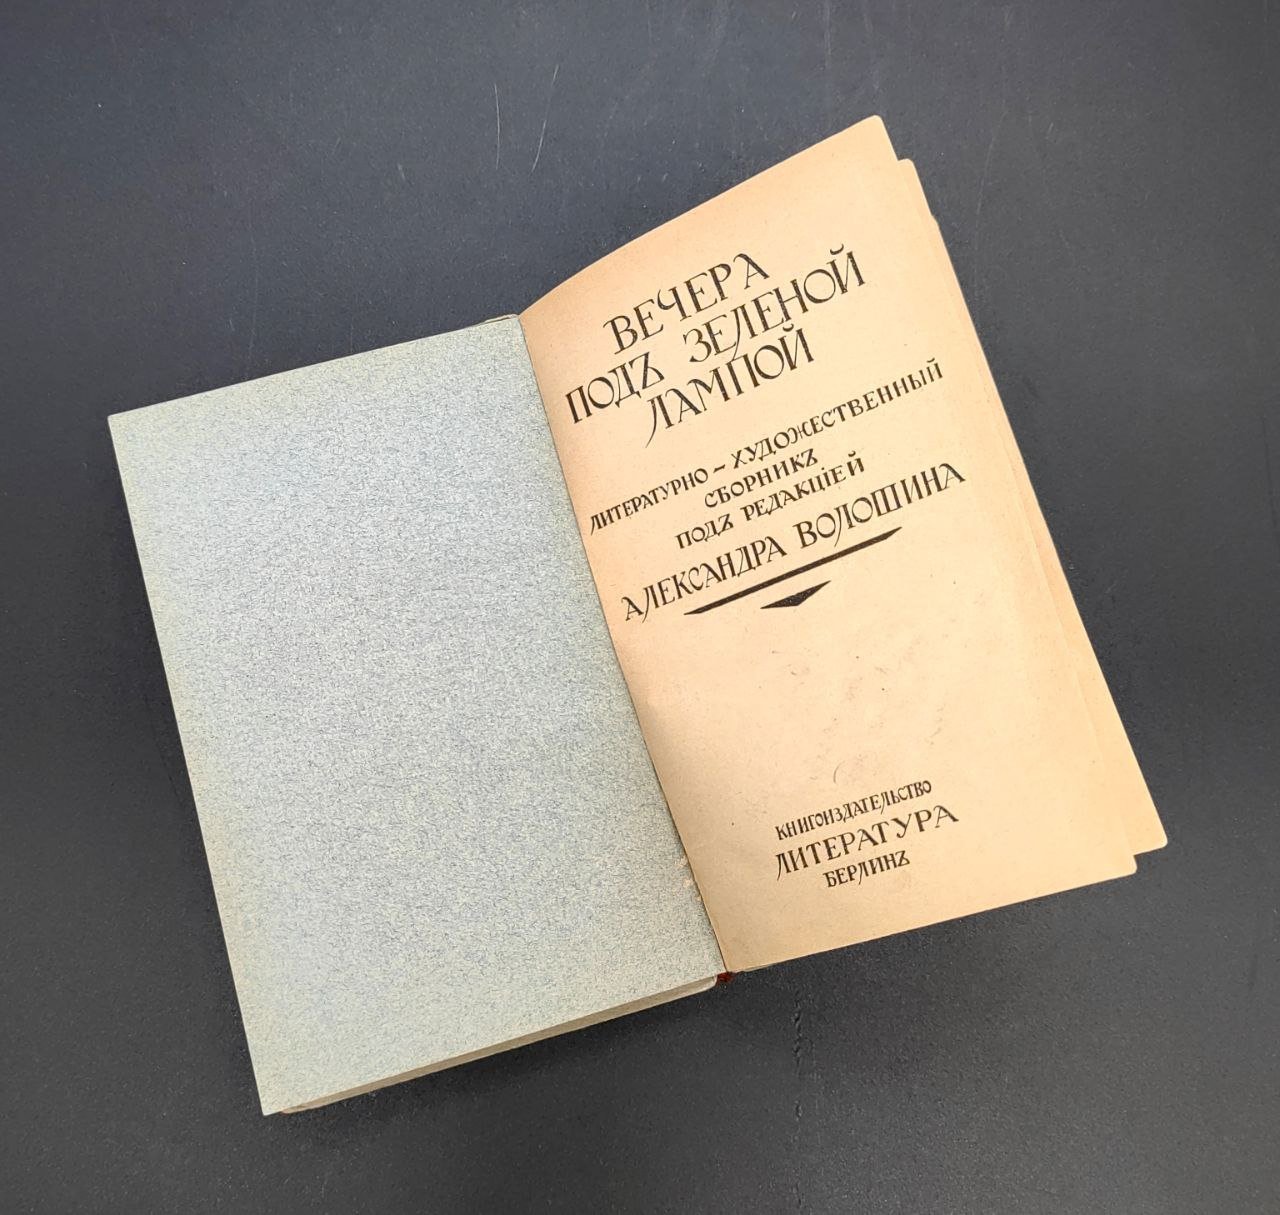 ВЕЧЕРА
ПОДЪ ЗЕЛЕНОЙ
ЛАМПОЙ
ЛИТЕРАТУРНО - ХУДОЖЕСТВЕННЫЙ
СБОРНИКЪ
ПОДЪ РЕДАКЦІЕЙ
АЛЕКСАНДРА ВОЛОШИНА
КНИГОИЗДАТЕЛЬСТВО
ЛИТЕРАТУРА
БЕРЛИНЪ